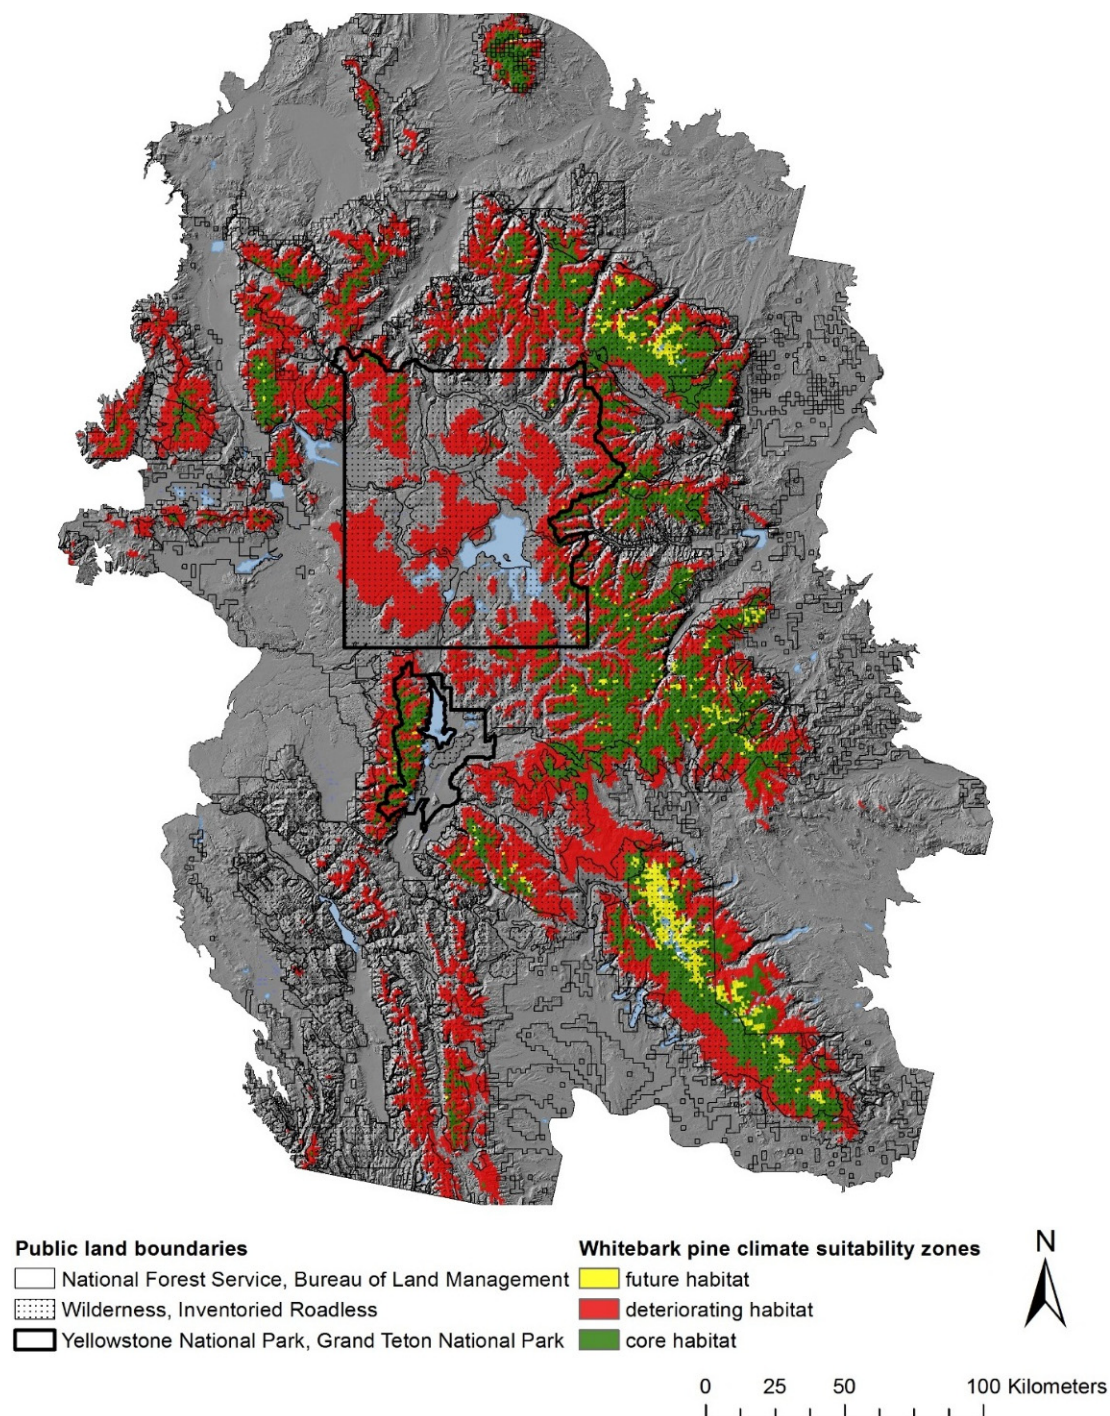 Public land boundaries
National Forest Service, Bureau of Land Management
Wilderness, Inventoried Roadless
Yellowstone National Park, Grand Teton National Park
Whitebark pine climate suitability zones
future habitat
deteriorating habitat
core habitat
N
0 25 50 100 Kilometers